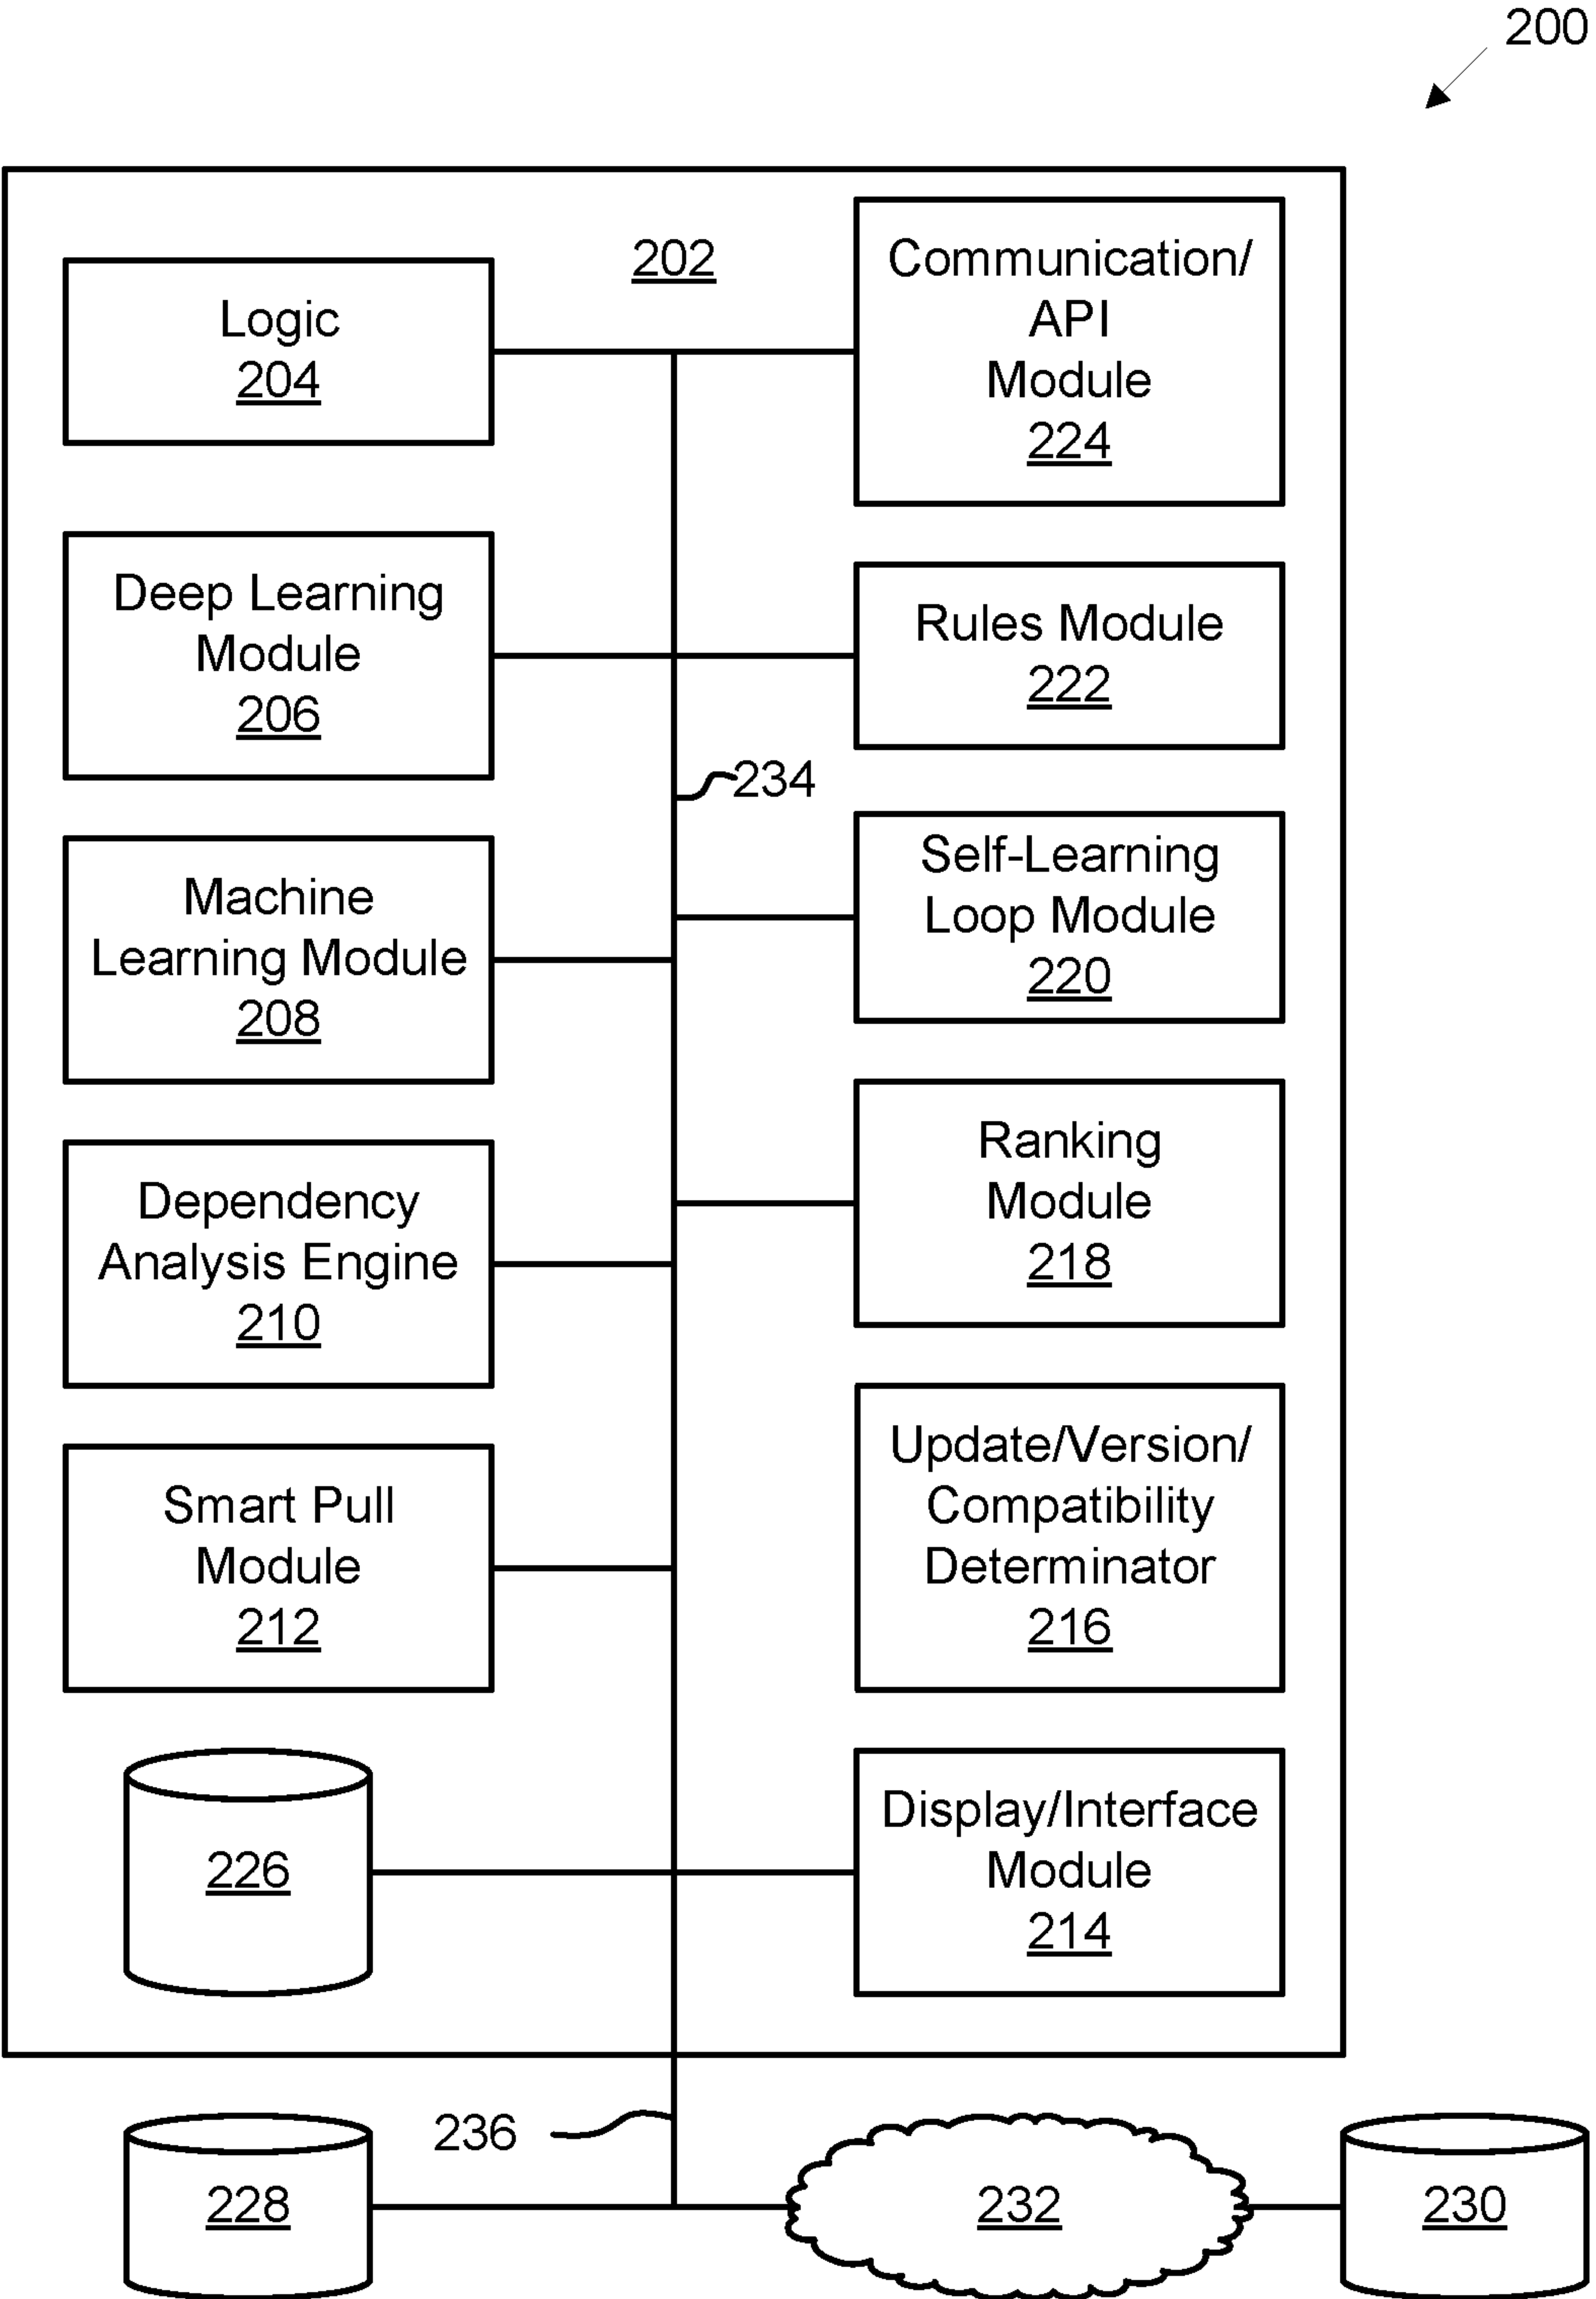 200
202
Logic
204
Communication/
API
Module
224
Deep Learning
Module
206
Rules Module
222
234
Machine
Learning Module
208
Self-Learning
Loop Module
220
Dependency
Analysis Engine
210
Ranking
Module
218
Smart Pull
Module
212
Update/Version/
Compatibility
Determinator
216
226
Display/Interface
Module
214
236
228
232
230